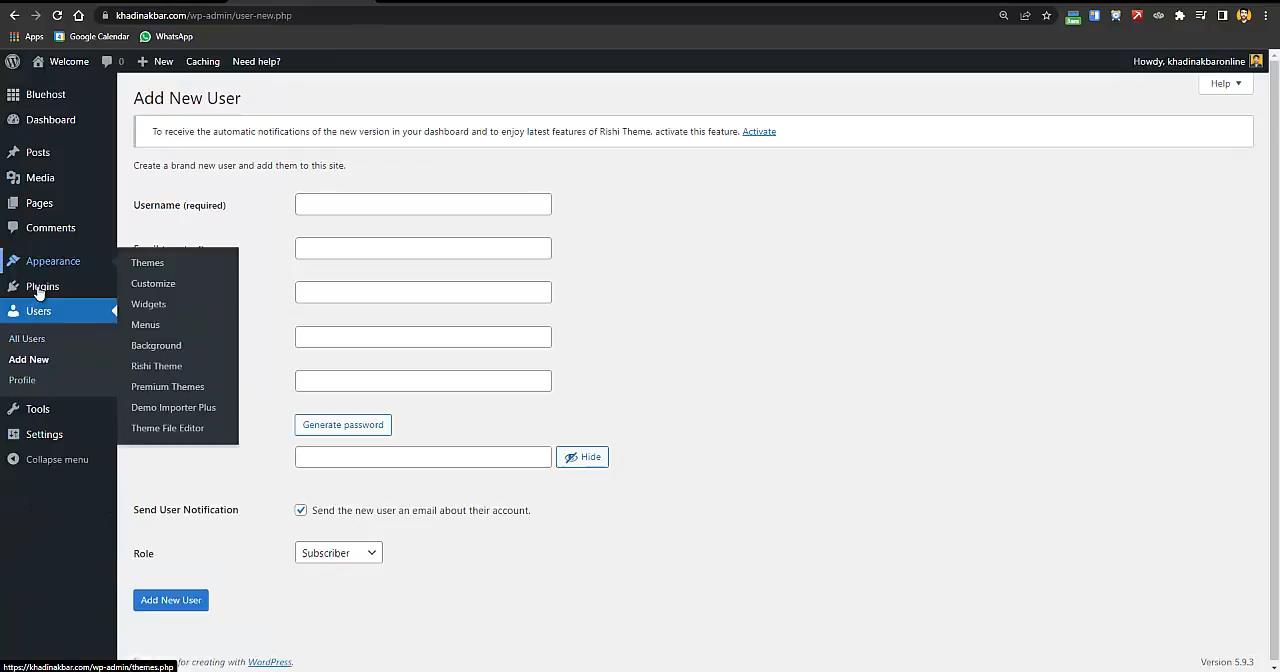 khadinakbar.com/wp-admin/user-new.php
Apps Google Calendar WhatsApp
Welcome 0 New Caching Need help? Howdy, khadinakbaronline
Bluehost
Dashboard
Posts
Media
Pages
Comments
Appearance
Plugins
Users
All Users
Add New
Profile
Tools
Settings
Collapse menu
Themes
Customize
Widgets
Menus
Background
Rishi Theme
Premium Themes
Demo Importer Plus
Theme File Editor
Help
Add New User
To receive the automatic notifications of the new version in your dashboard and to enjoy latest features of Rishi Theme, activate this feature. Activate
Create a brand new user and add them to this site.
Username (required)
Generate password
Hide
Send User Notification Send the new user an email about their account.
Role Subscriber
Add New User
for creating with WordPress. Version 5.9.3
https://khadinakbar.com/wp-admin/themes.php